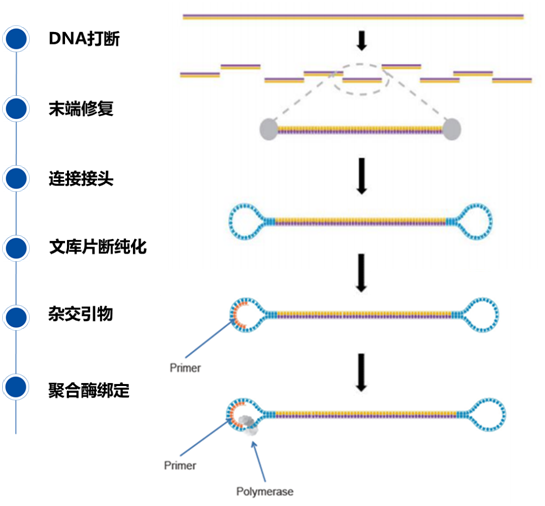 DNA打断
末端修复
连接接头
文库片断纯化
杂交引物
Primer
聚合酶绑定
Primer
Polymerase